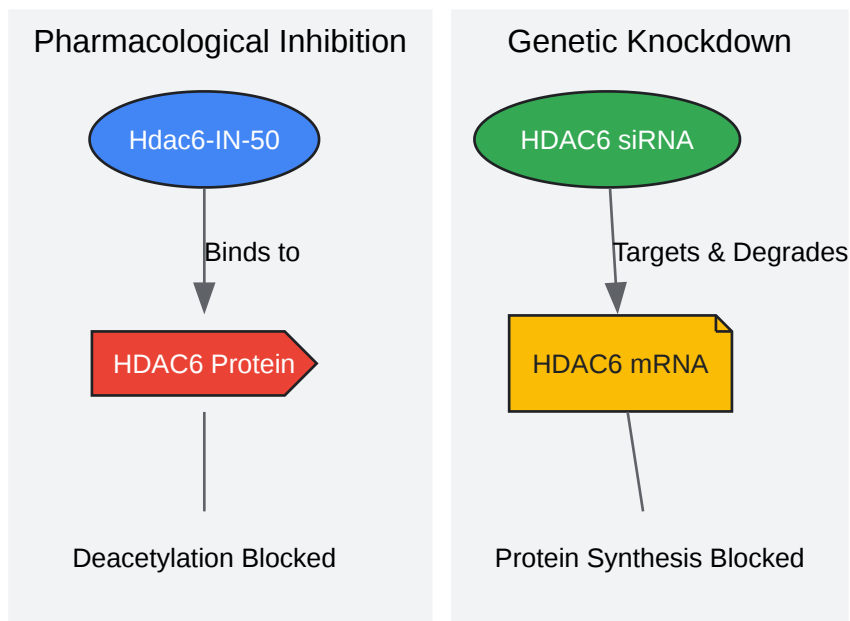 Pharmacological Inhibition
Hdac6-IN-50
Binds to
HDAC6 Protein
Deacetylation Blocked
Genetic Knockdown
HDAC6 siRNA
Targets & Degrades
HDAC6 mRNA
Protein Synthesis Blocked